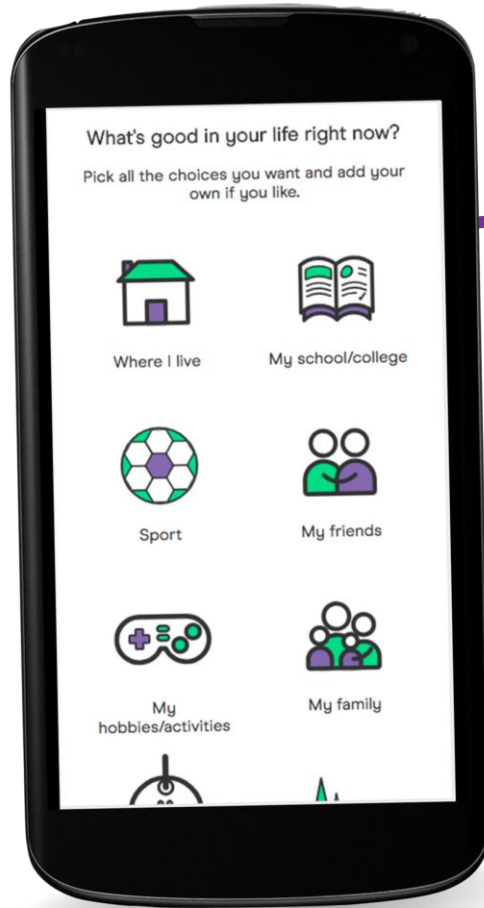 What's good in your life right now?
Pick all the choices you want and add your
own if you like.
Where I live
My school/college
Sport
My friends
My
hobbies/activities
My family